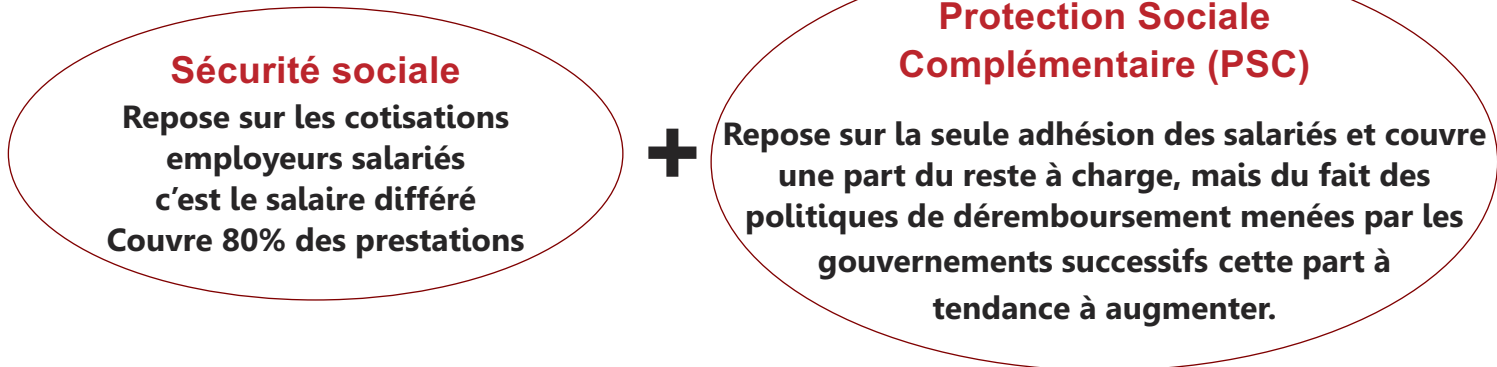 Sécurité sociale
Repose sur les cotisations
employeurs salariés
c’est le salaire différé
Couvre 80% des prestations
+
Protection Sociale
Complémentaire (PSC)
Repose sur la seule adhésion des salariés et couvre
une part du reste à charge, mais du fait des
politiques de déremboursement menées par les
gouvernements successifs cette part à
tendance à augmenter.